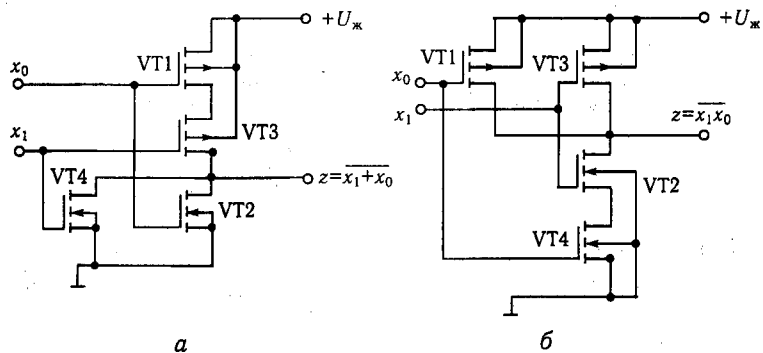 +Uж
x0
VT1
x1
VT3
VT4
z=x1+x0
VT2
а
+Uж
VT1
VT3
x0
x1
z=x1x0
VT2
VT4
б